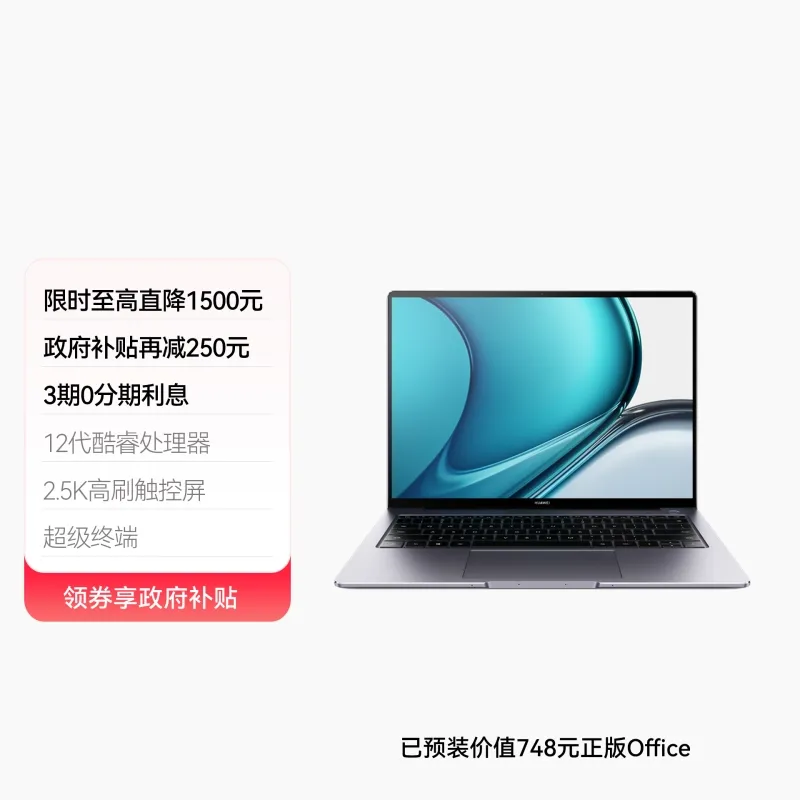 限时至高直降1500元
政府补贴再减250元
3期0分期利息
12代酷睿处理器
2.5K高刷触控屏
超级终端
领券享政府补贴
HUAWEI
已预装价值748元正版Office